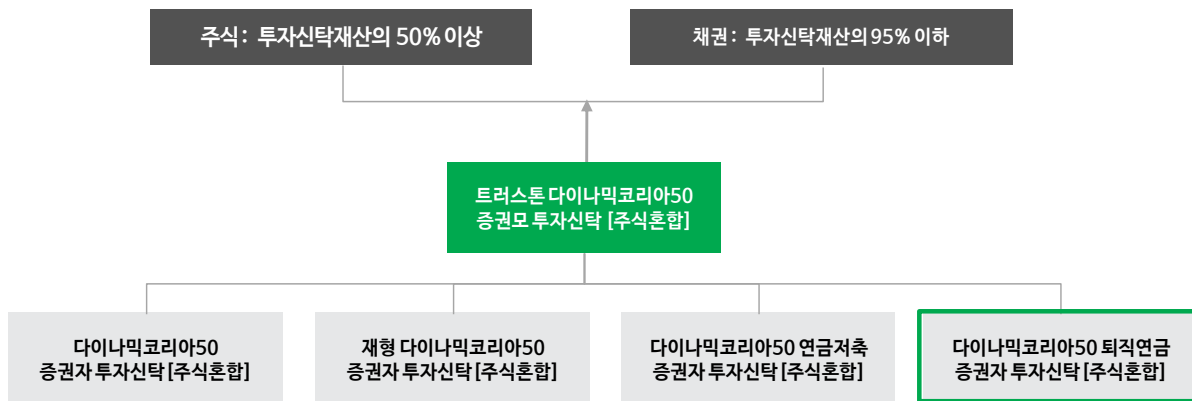 주식: 투자신탁재산의 50% 이상
채권: 투자신탁재산의 95% 이하
트러스톤 다이나믹코리아50
증권모 투자신탁 [주식혼합]
다이나믹코리아50
증권자 투자신탁 [주식혼합]
재형 다이나믹코리아50
증권자 투자신탁 [주식혼합]
다이나믹코리아50 연금저축
증권자 투자신탁 [주식혼합]
다이나믹코리아50 퇴직연금
증권자 투자신탁 [주식혼합]